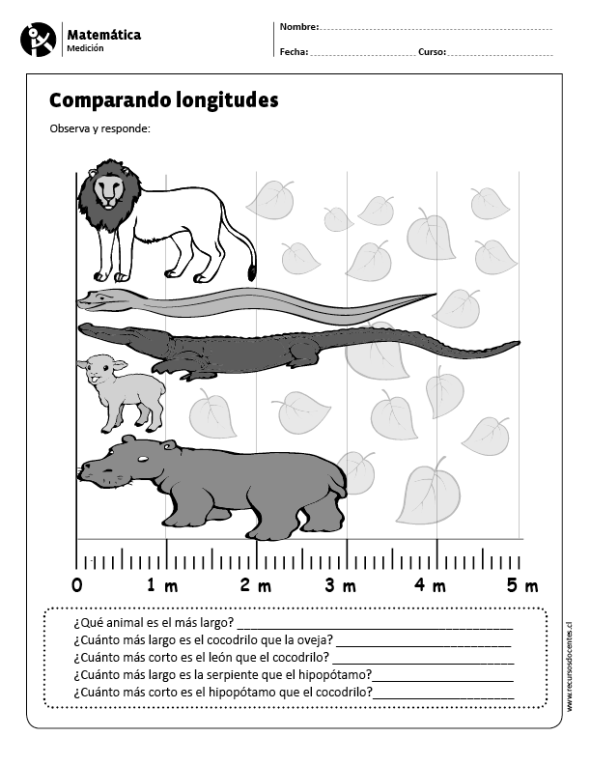 Matemática
Medición
Nombre:
Fecha: Curso:
Comparando longitudes
Observa y responde:
0 1 m 2 m 3 m 4 m 5 m
¿Qué animal es el más largo?
¿Cuánto más largo es el cocodrilo que la oveja?
¿Cuánto más corto es el león que el cocodrilo?
¿Cuánto más largo es la serpiente que el hipopótamo?
¿Cuánto más corto es el hipopótamo que el cocodrilo?
www.recursosdocentes.cl